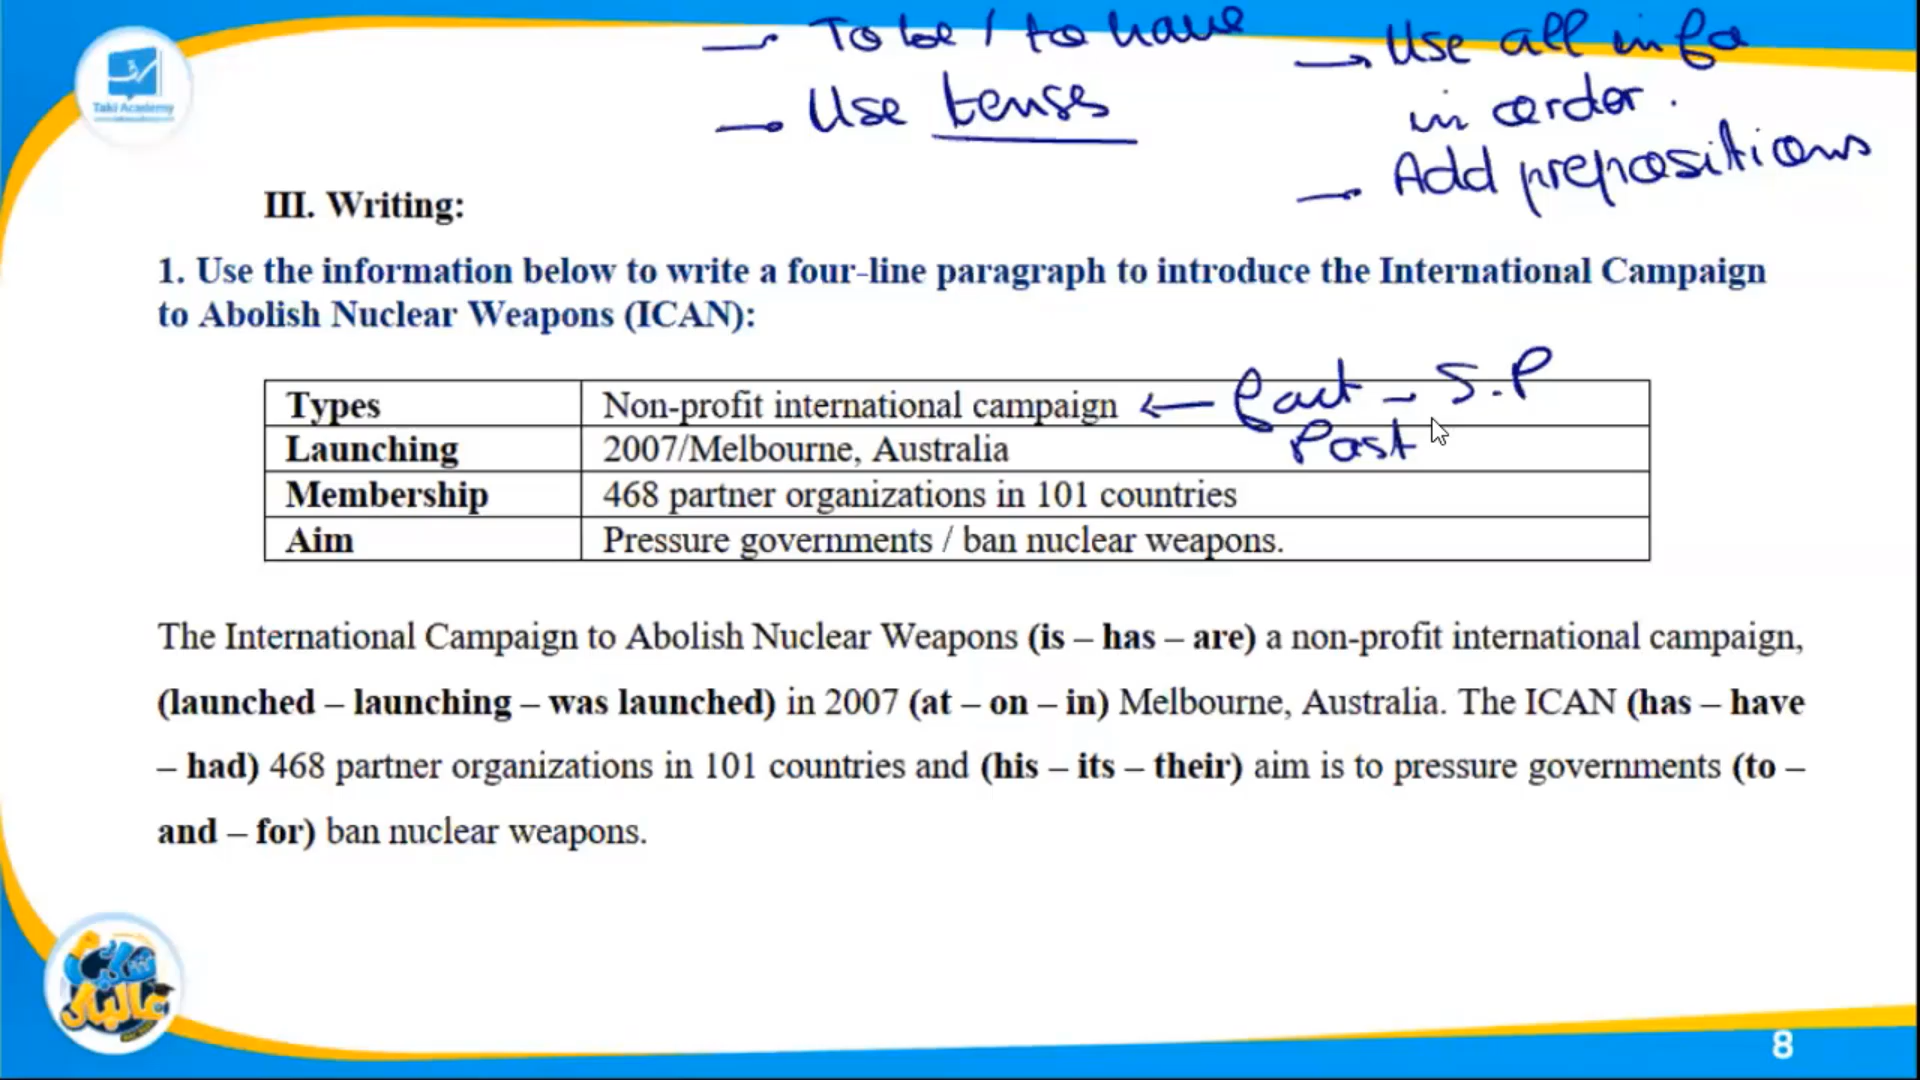 → To be / to have
→ Use tenses
→ Use all info
in order.
→ Add prepositions
Taki Academy
III. Writing:
1. Use the information below to write a four-line paragraph to introduce the International Campaign
to Abolish Nuclear Weapons (ICAN):
Types Non-profit international campaign ← fact → S.P
Launching 2007/Melbourne, Australia Past
Membership 468 partner organizations in 101 countries
Aim Pressure governments / ban nuclear weapons.
The International Campaign to Abolish Nuclear Weapons (is – has – are) a non-profit international campaign,
(launched – launching – was launched) in 2007 (at – on – in) Melbourne, Australia. The ICAN (has – have
– had) 468 partner organizations in 101 countries and (his – its – their) aim is to pressure governments (to –
and – for) ban nuclear weapons.
8